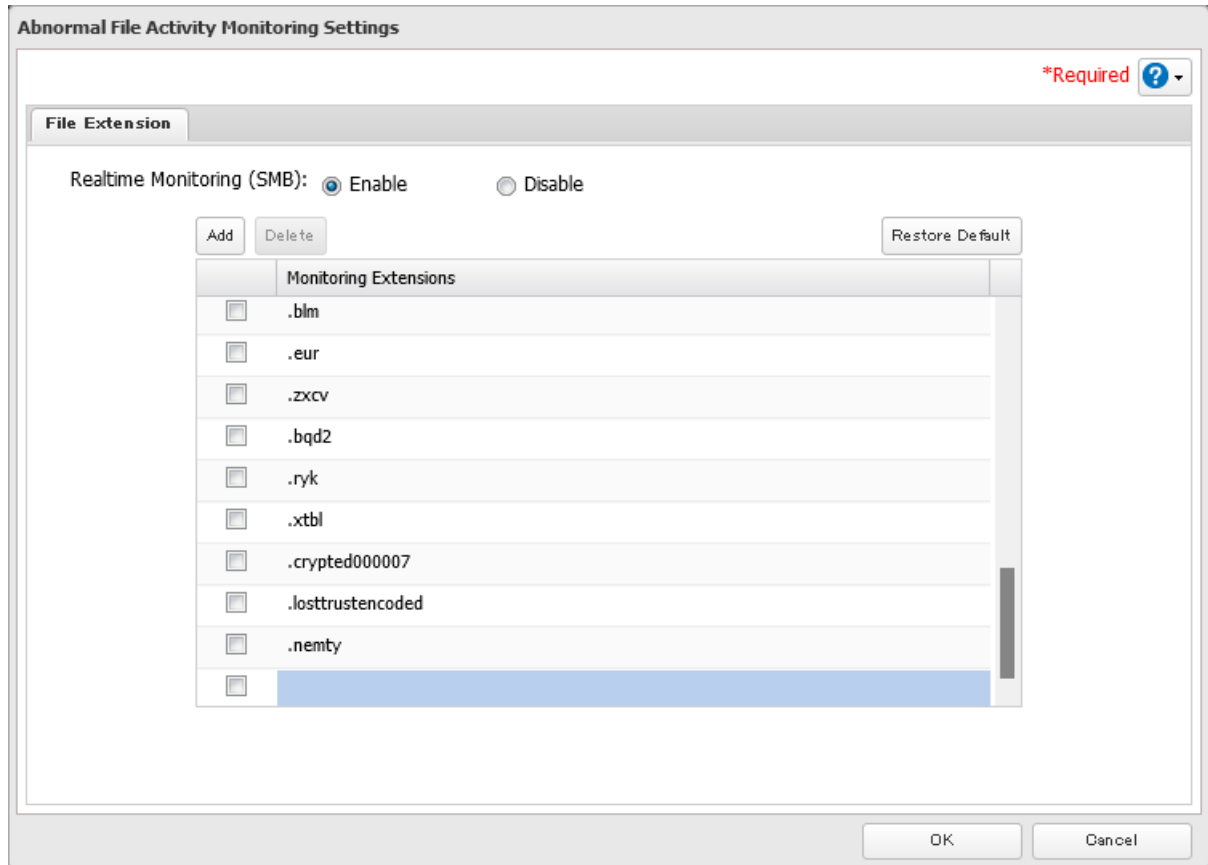 Abnormal File Activity Monitoring Settings
*Required ?
File Extension
Realtime Monitoring (SMB): Enable Disable
Add Delete Restore Default
Monitoring Extensions
.blm
.eur
.zxcv
.bqd2
.ryk
.xtbl
.crypted000007
.losttrustencoded
.nemty
OK Cancel